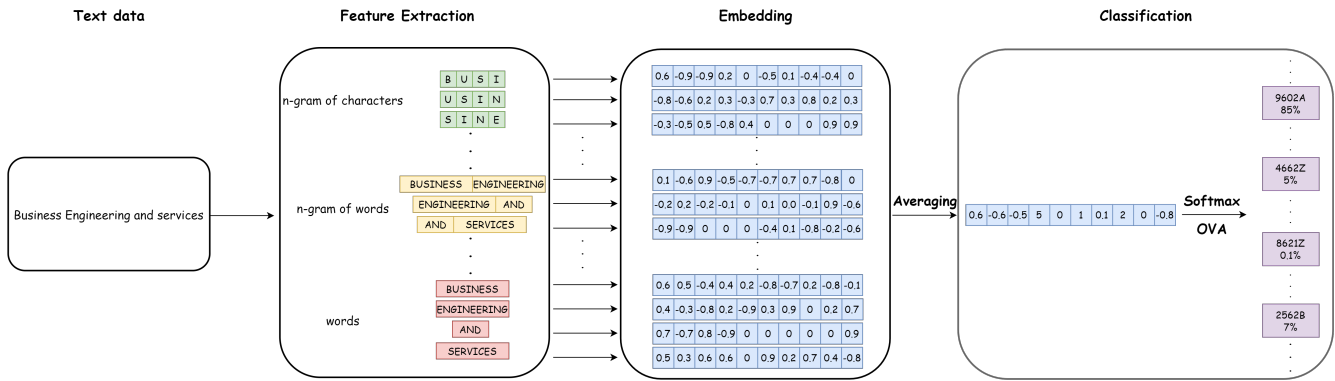 Text data
Feature Extraction
Embedding
Classification
Business Engineering and services
n-gram of characters
B U S I
U S I N
S I N E
n-gram of words
BUSINESS ENGINEERING
ENGINEERING AND
AND SERVICES
words
BUSINESS
ENGINEERING
AND
SERVICES
0.6 -0.9 -0.9 0.2 0 -0.5 0.1 -0.4 -0.4 0
-0.8 -0.6 0.2 0.3 -0.3 0.7 0.3 0.8 0.2 0.3
-0.3 -0.5 0.5 -0.8 0.4 0 0 0 0.9 0.9
0.1 -0.6 0.9 -0.5 -0.7 -0.7 0.7 0.7 -0.8 0
-0.2 0.2 -0.2 -0.1 0 0.1 0.0 -0.1 0.9 -0.6
-0.9 -0.9 0 0 0 -0.4 0.1 -0.8 -0.2 -0.6
0.6 0.5 -0.4 0.4 0.2 -0.8 -0.7 0.2 -0.8 -0.1
0.4 -0.3 -0.8 0.2 -0.9 0.3 0.9 0 0.2 0.7
0.7 -0.7 0.8 -0.9 0 0 0 0 0 0.9
0.5 0.3 0.6 0.6 0 0.9 0.2 0.7 0.4 -0.8
Averaging
0.6 -0.6 -0.5 5 0 1 0.1 2 0 -0.8
Softmax
OVA
9602A
85%
4662Z
5%
8621Z
0,1%
2562B
7%